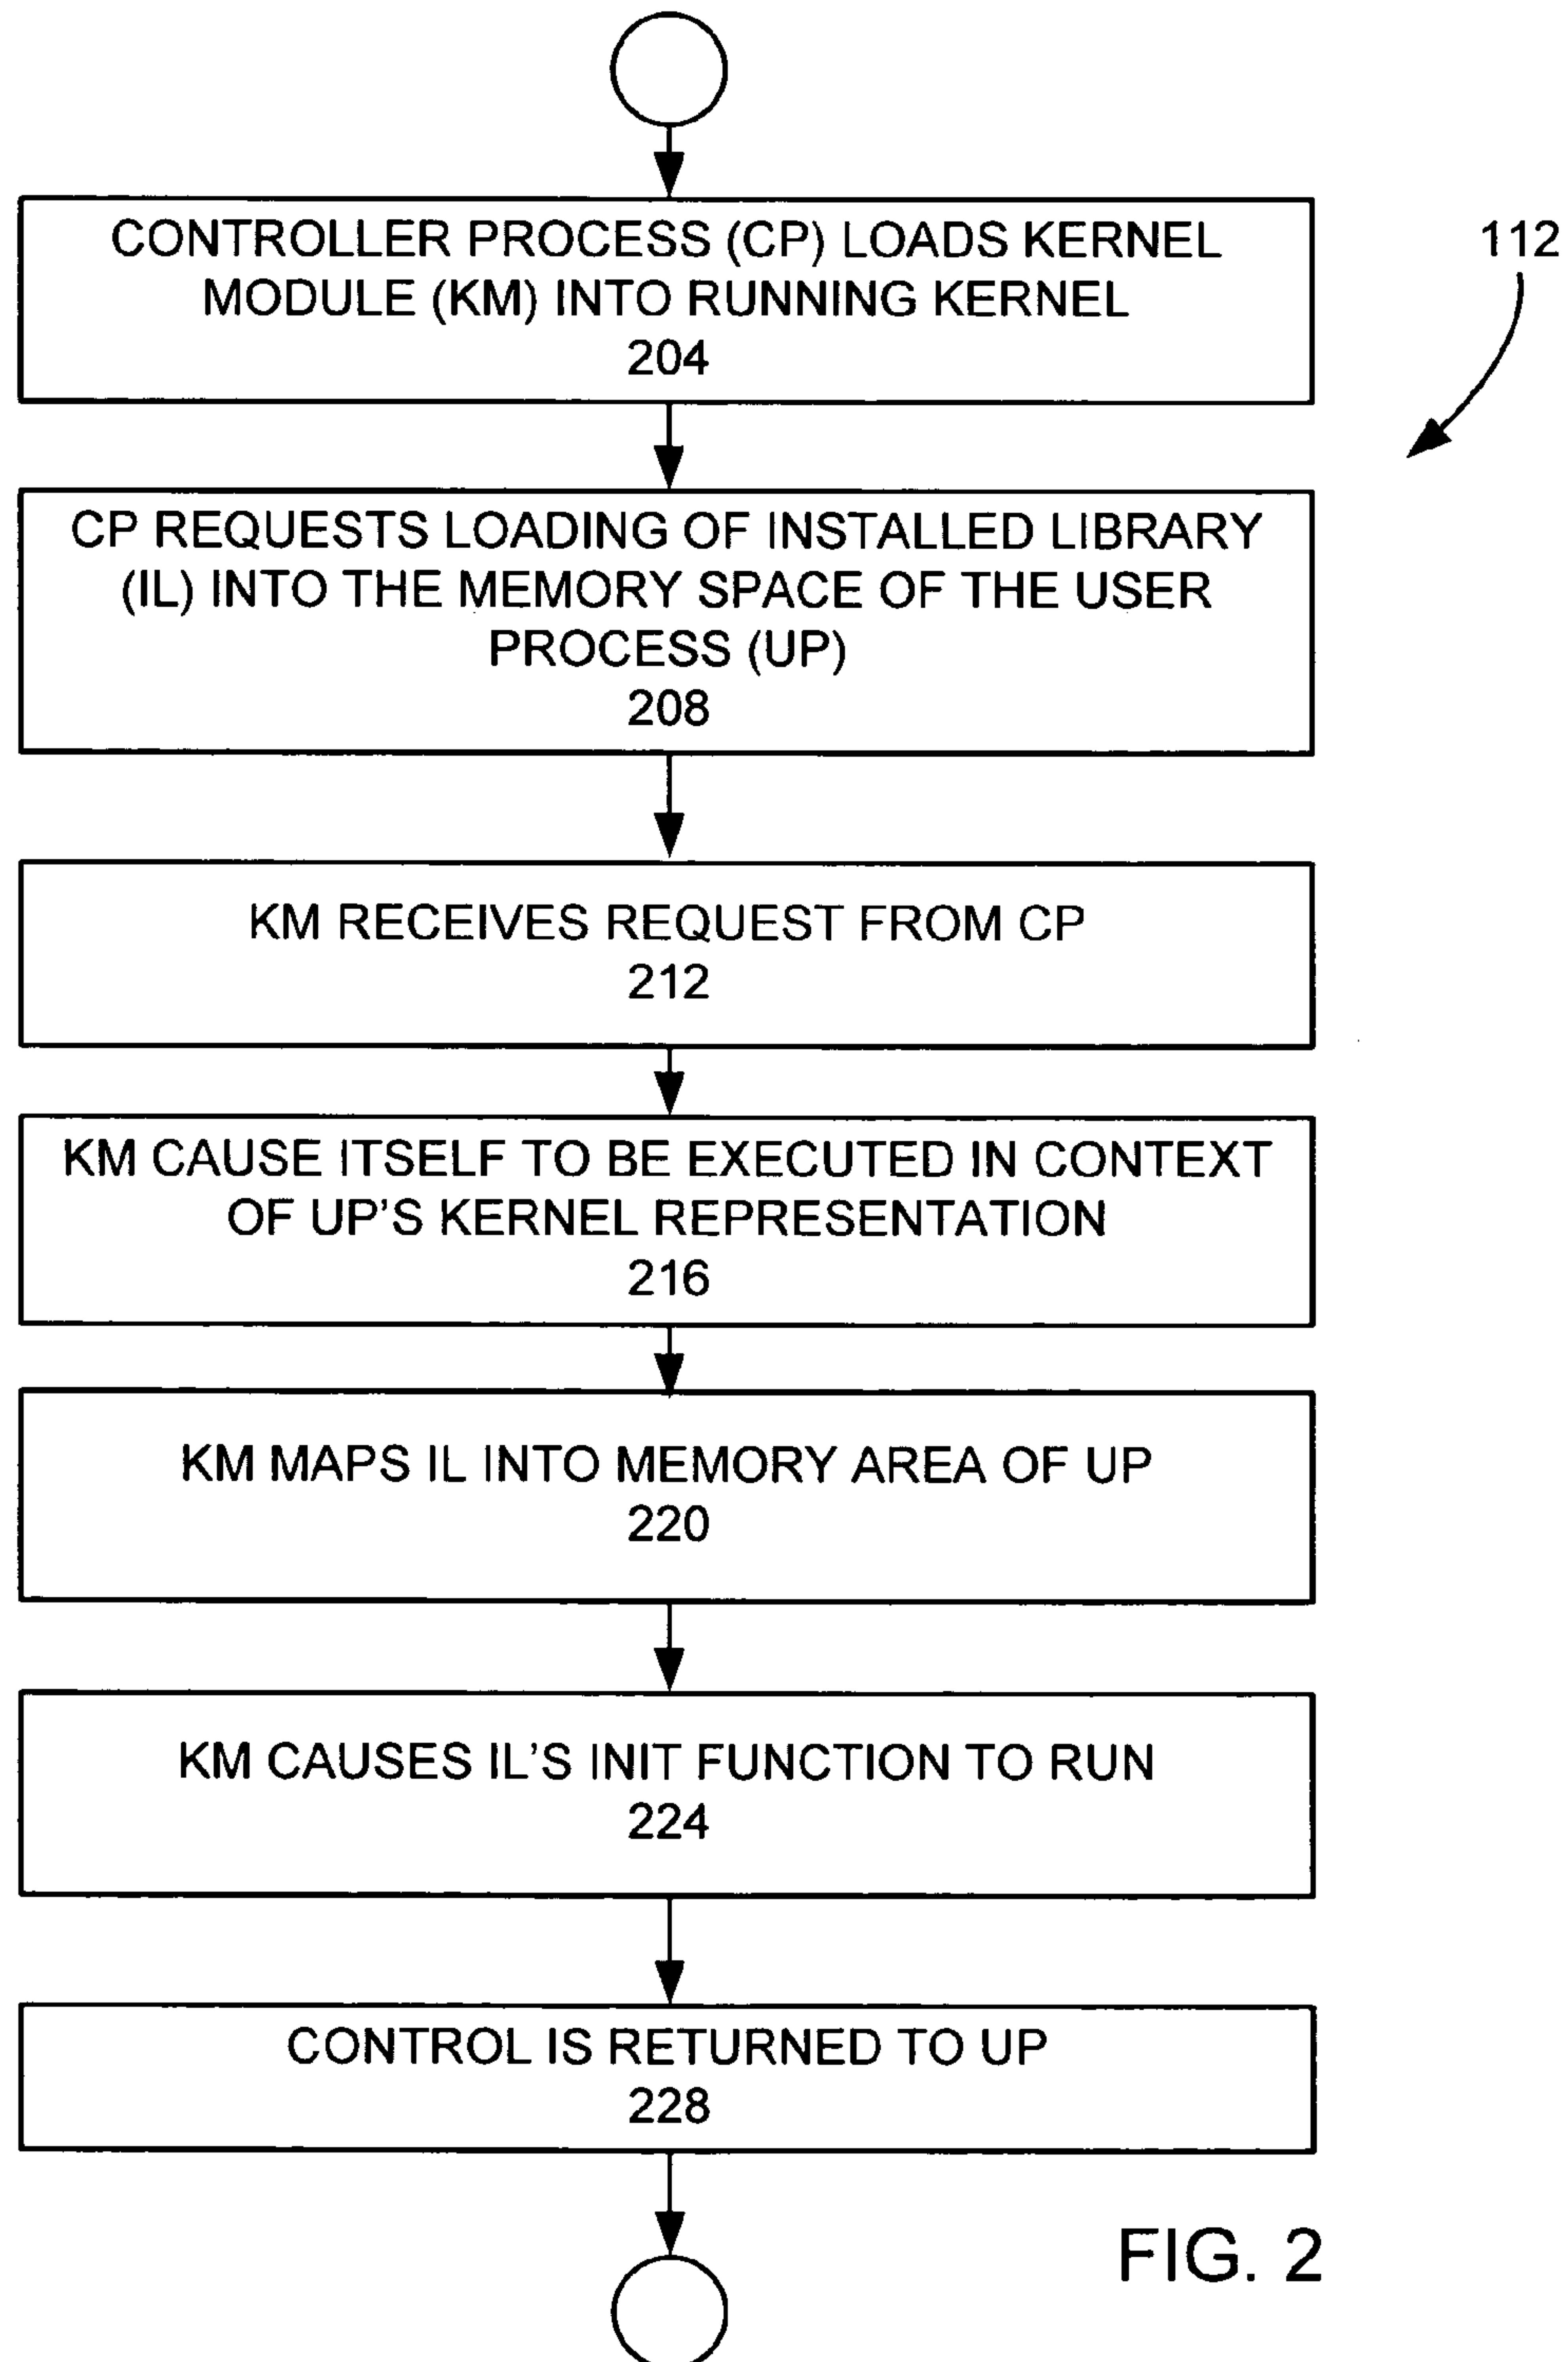 CONTROLLER PROCESS (CP) LOADS KERNEL
MODULE (KM) INTO RUNNING KERNEL
204
112
CP REQUESTS LOADING OF INSTALLED LIBRARY
(IL) INTO THE MEMORY SPACE OF THE USER
PROCESS (UP)
208
KM RECEIVES REQUEST FROM CP
212
KM CAUSE ITSELF TO BE EXECUTED IN CONTEXT
OF UP'S KERNEL REPRESENTATION
216
KM MAPS IL INTO MEMORY AREA OF UP
220
KM CAUSES IL'S INIT FUNCTION TO RUN
224
CONTROL IS RETURNED TO UP
228
FIG. 2